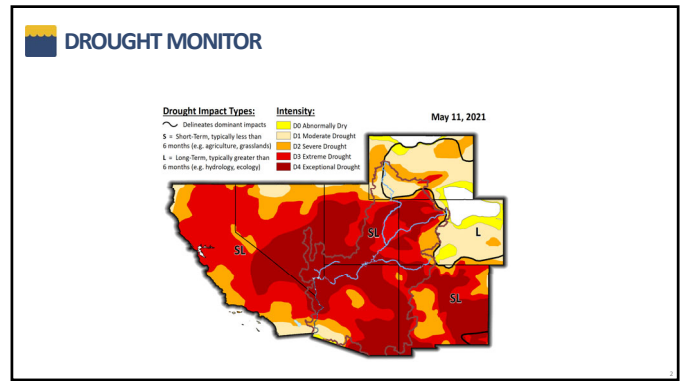 DROUGHT MONITOR
Drought Impact Types:
Delineates dominant impacts
S = Short-Term, typically less than
6 months (e.g. agriculture, grasslands)
L = Long-Term, typically greater than
6 months (e.g. hydrology, ecology)
Intensity:
D0 Abnormally Dry
D1 Moderate Drought
D2 Severe Drought
D3 Extreme Drought
D4 Exceptional Drought
May 11, 2021
SL
SL
L
SL
2